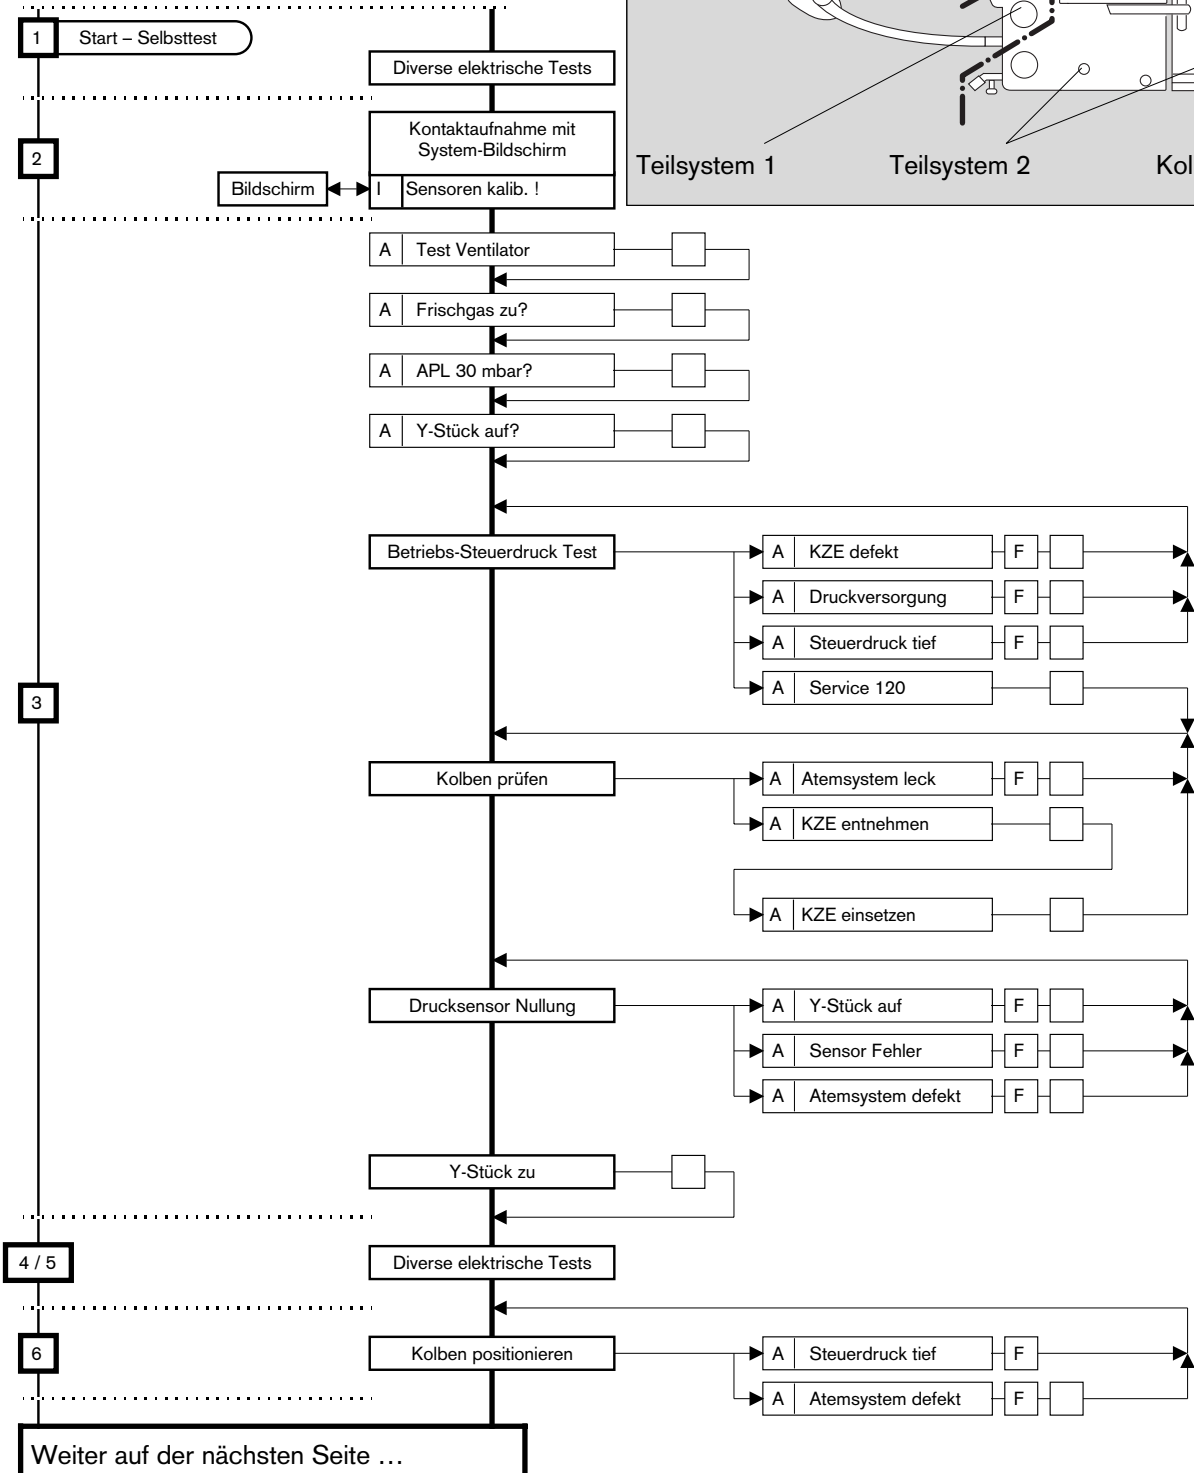 1
Start – Selbsttest
Diverse elektrische Tests
Teilsystem 1
Teilsystem 2
Kol
2
Kontaktaufnahme mit
System-Bildschirm
Bildschirm
I Sensoren kalib. !
A Test Ventilator
A Frischgas zu?
A APL 30 mbar?
A Y-Stück auf?
3
Betriebs-Steuerdruck Test
A KZE defekt F
A Druckversorgung F
A Steuerdruck tief F
A Service 120
Kolben prüfen
A Atemsystem leck F
A KZE entnehmen
A KZE einsetzen
Drucksensor Nullung
A Y-Stück auf F
A Sensor Fehler F
A Atemsystem defekt F
Y-Stück zu
4 / 5
Diverse elektrische Tests
6
Kolben positionieren
A Steuerdruck tief F
A Atemsystem defekt F
Weiter auf der nächsten Seite …